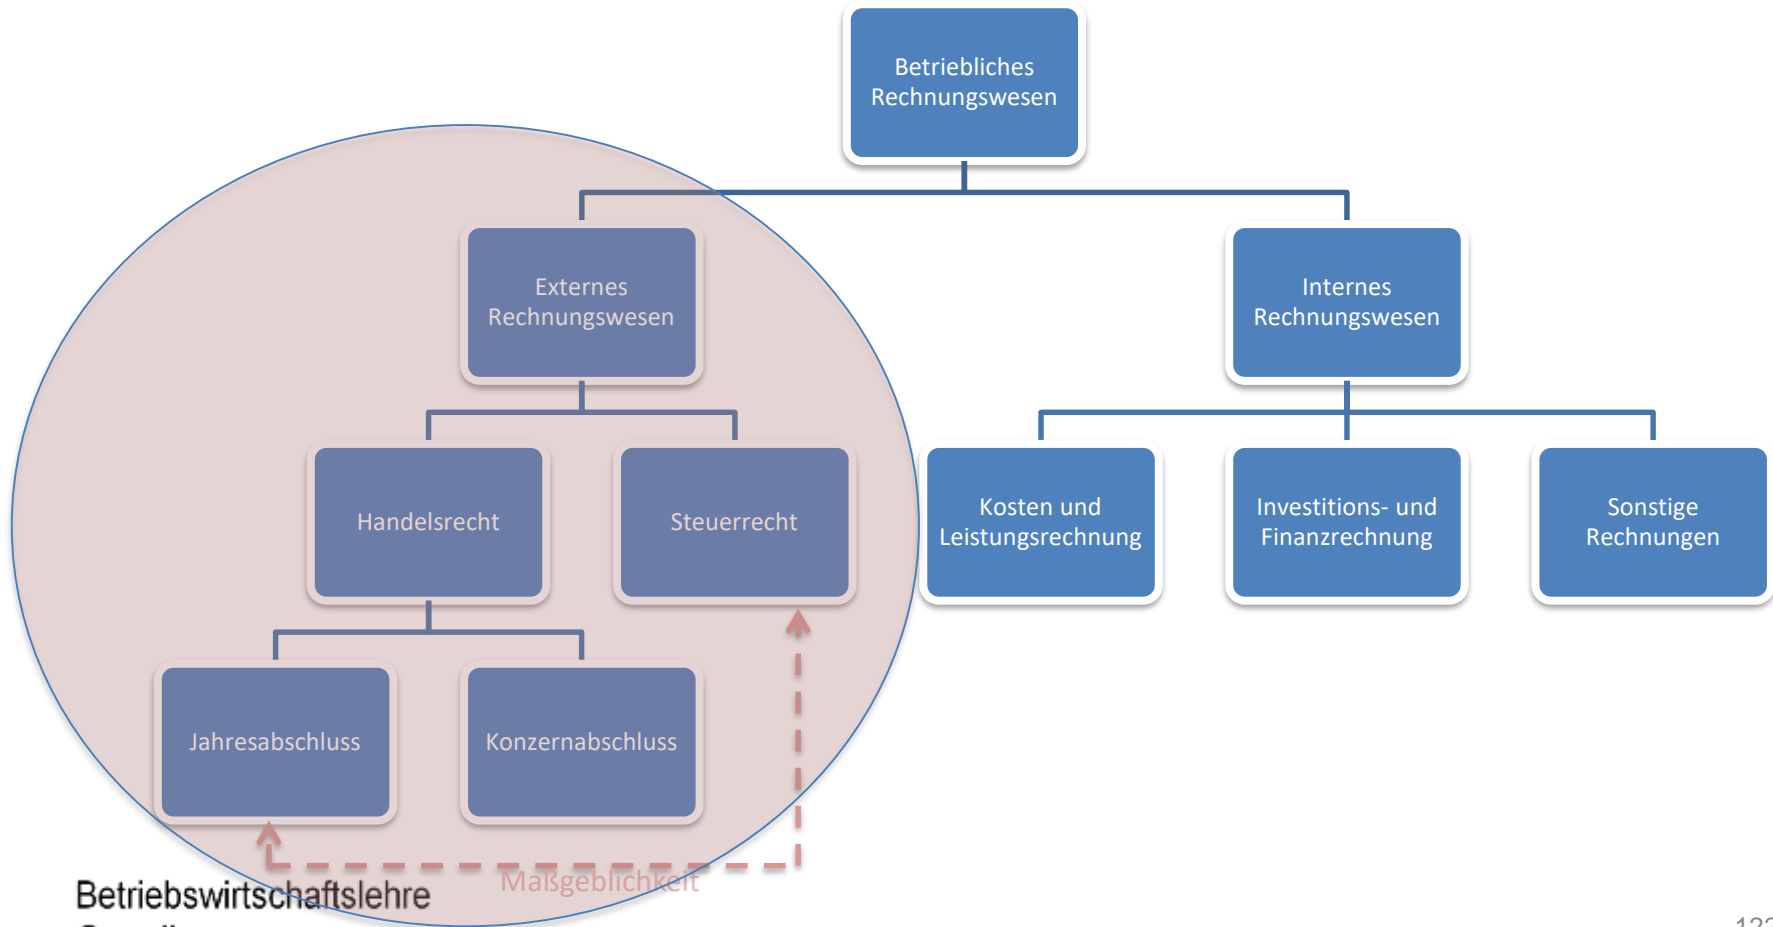 Betriebliches
Rechnungswesen
Externes
Rechnungswesen
Internes
Rechnungswesen
Handelsrecht
Steuerrecht
Kosten und
Leistungsrechnung
Investitions- und
Finanzrechnung
Sonstige
Rechnungen
Jahresabschluss
Konzernabschluss
Maßgeblichkeit
Betriebswirtschaftslehre